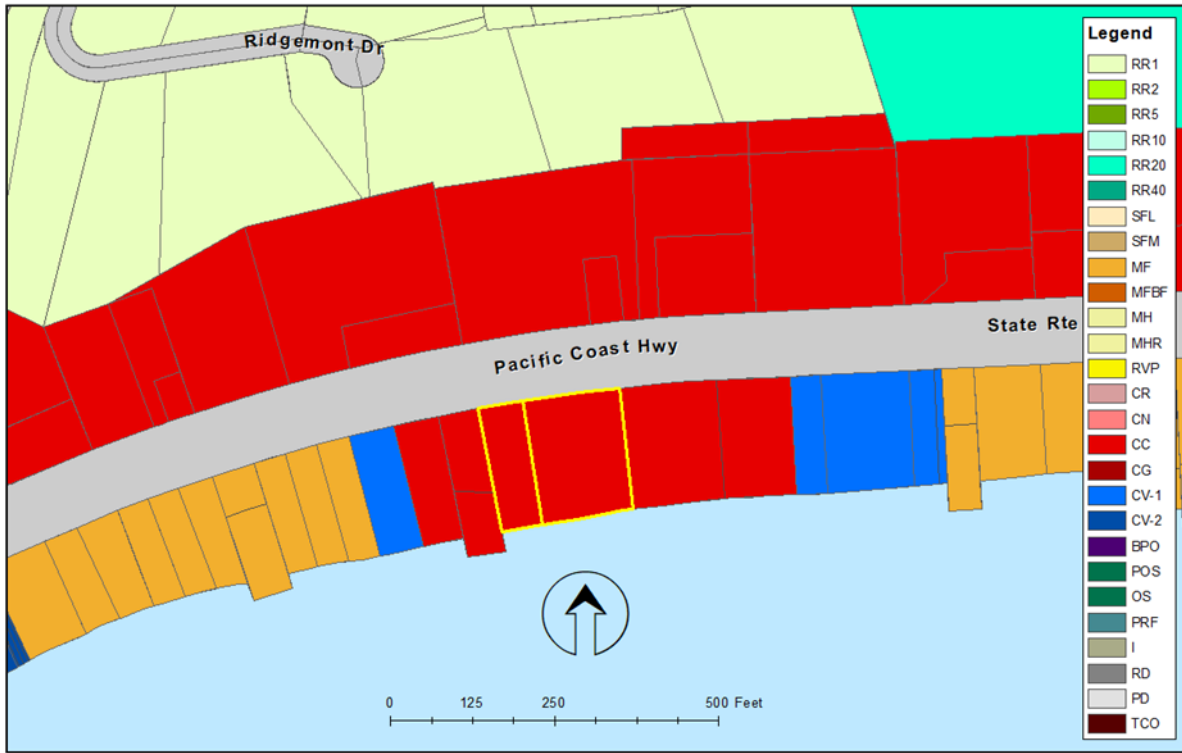 Ridgemont Dr
Pacific Coast Hwy
State Rte
0 125 250 500 Feet
Legend
RR1
RR2
RR5
RR10
RR20
RR40
SFL
SFM
MF
MFBF
MH
MHR
RVP
CR
CN
CC
CG
CV-1
CV-2
BPO
POS
OS
PRF
I
RD
PD
TCO